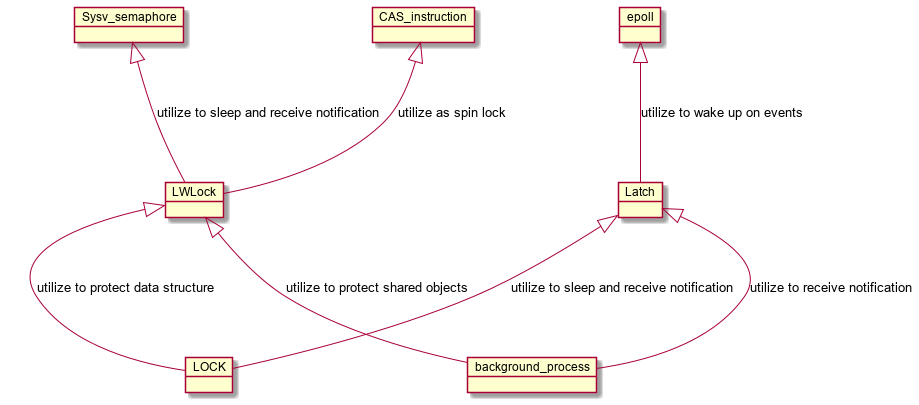 Sysv_semaphore
CAS_instruction
epoll
utilize to sleep and receive notification
utilize as spin lock
utilize to wake up on events
LWLock
Latch
utilize to protect data structure
utilize to protect shared objects
utilize to sleep and receive notification
utilize to receive notification
LOCK
background_process